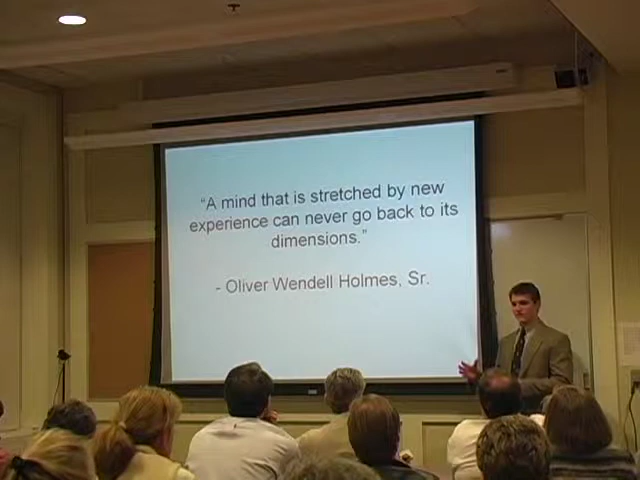 “A mind that is stretched by new
experience can never go back to its
dimensions.”
- Oliver Wendell Holmes, Sr.